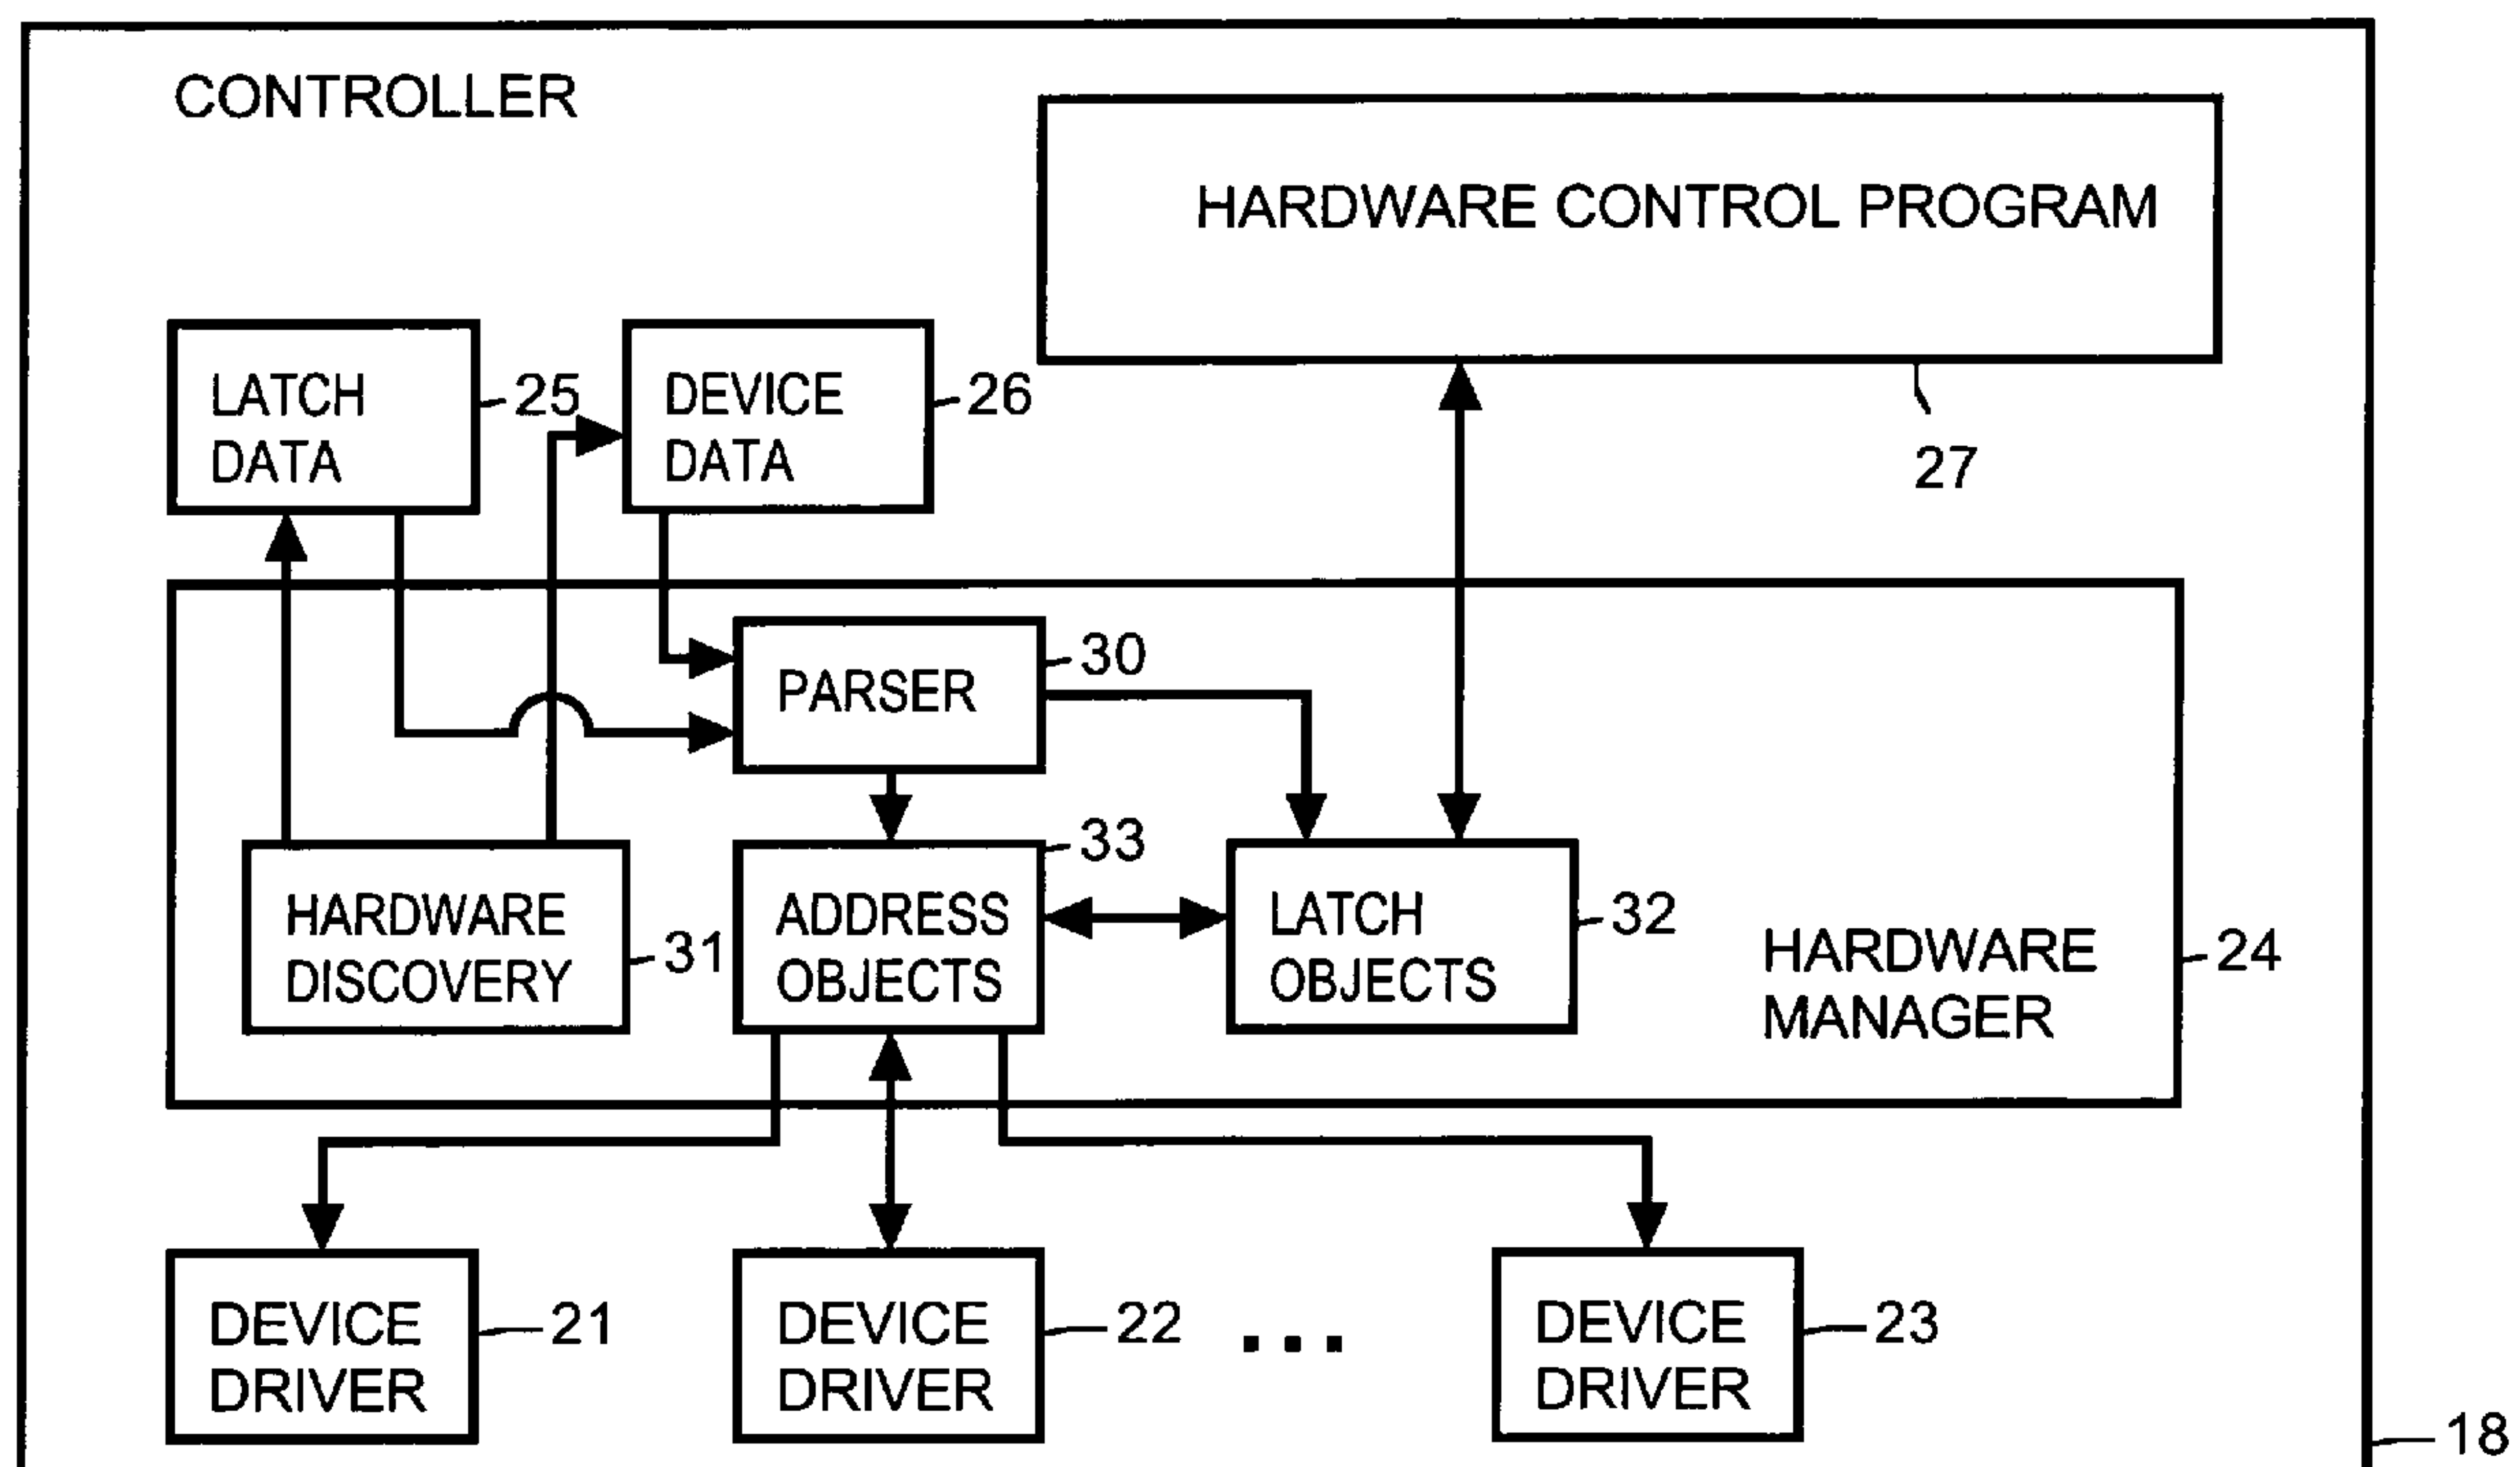 CONTROLLER
HARDWARE CONTROL PROGRAM
27
LATCH
DATA
25
DEVICE
DATA
26
PARSER
30
HARDWARE
DISCOVERY
31
ADDRESS
OBJECTS
33
LATCH
OBJECTS
32
HARDWARE
MANAGER
24
DEVICE
DRIVER
21
DEVICE
DRIVER
22
...
DEVICE
DRIVER
23
18